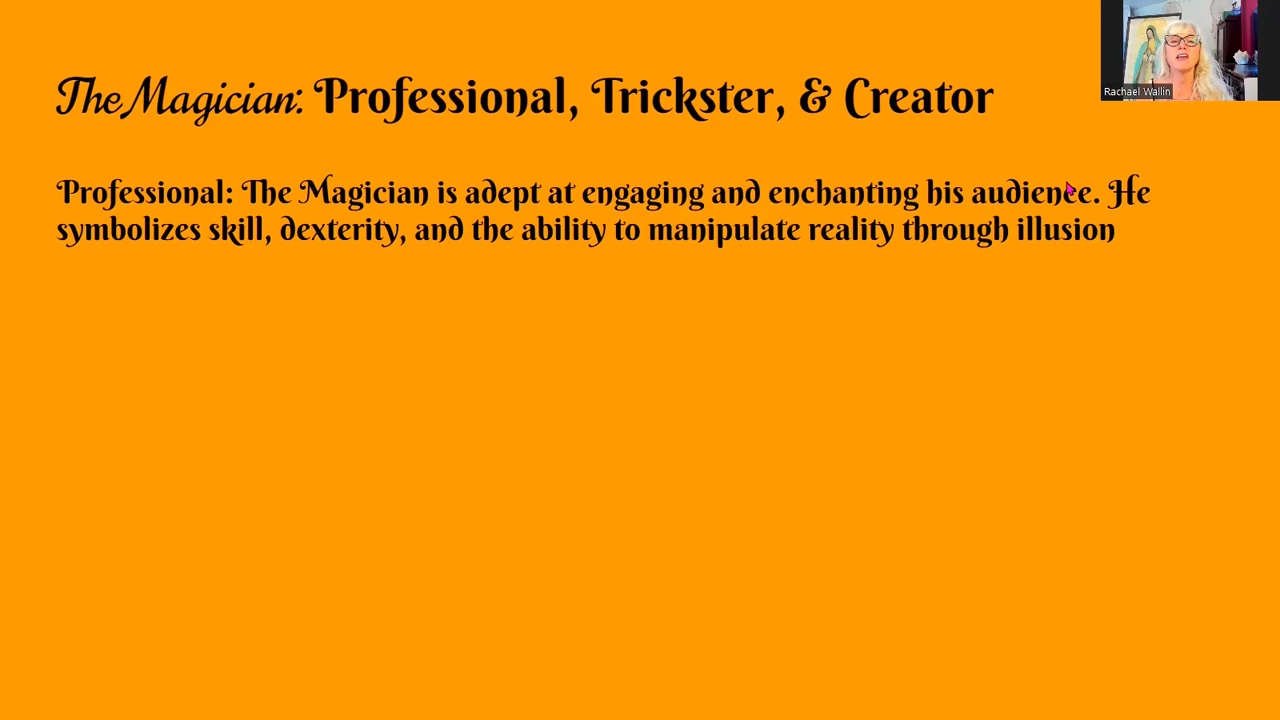 The Magician: Professional, Trickster, & Creator
Rachael Wallin
Professional: The Magician is adept at engaging and enchanting his audience. He
symbolizes skill, dexterity, and the ability to manipulate reality through illusion